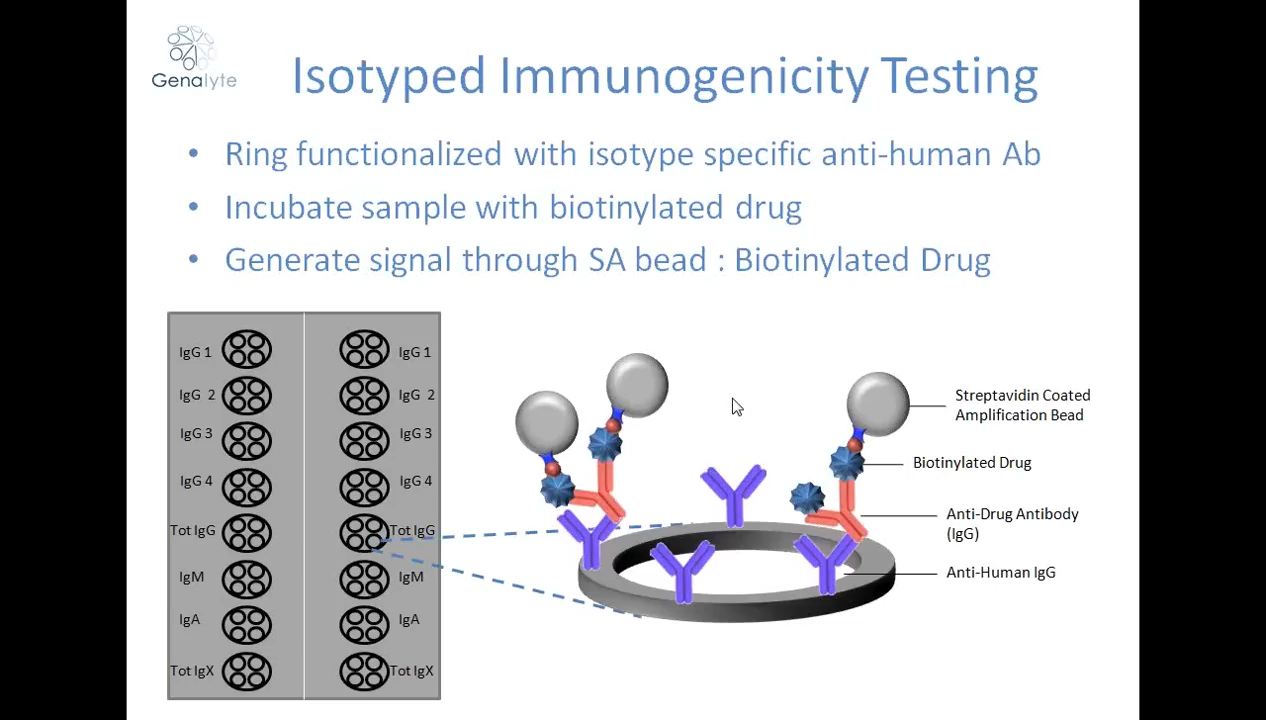 Genalyte
Isotyped Immunogenicity Testing
• Ring functionalized with isotype specific anti-human Ab
• Incubate sample with biotinylated drug
• Generate signal through SA bead : Biotinylated Drug
IgG 1 IgG 1
IgG 2 IgG 2
IgG 3 IgG 3
IgG 4 IgG 4
Tot IgG Tot IgG
IgM IgM
IgA IgA
Tot IgX Tot IgX
Streptavidin Coated
Amplification Bead
Biotinylated Drug
Anti-Drug Antibody
(IgG)
Anti-Human IgG